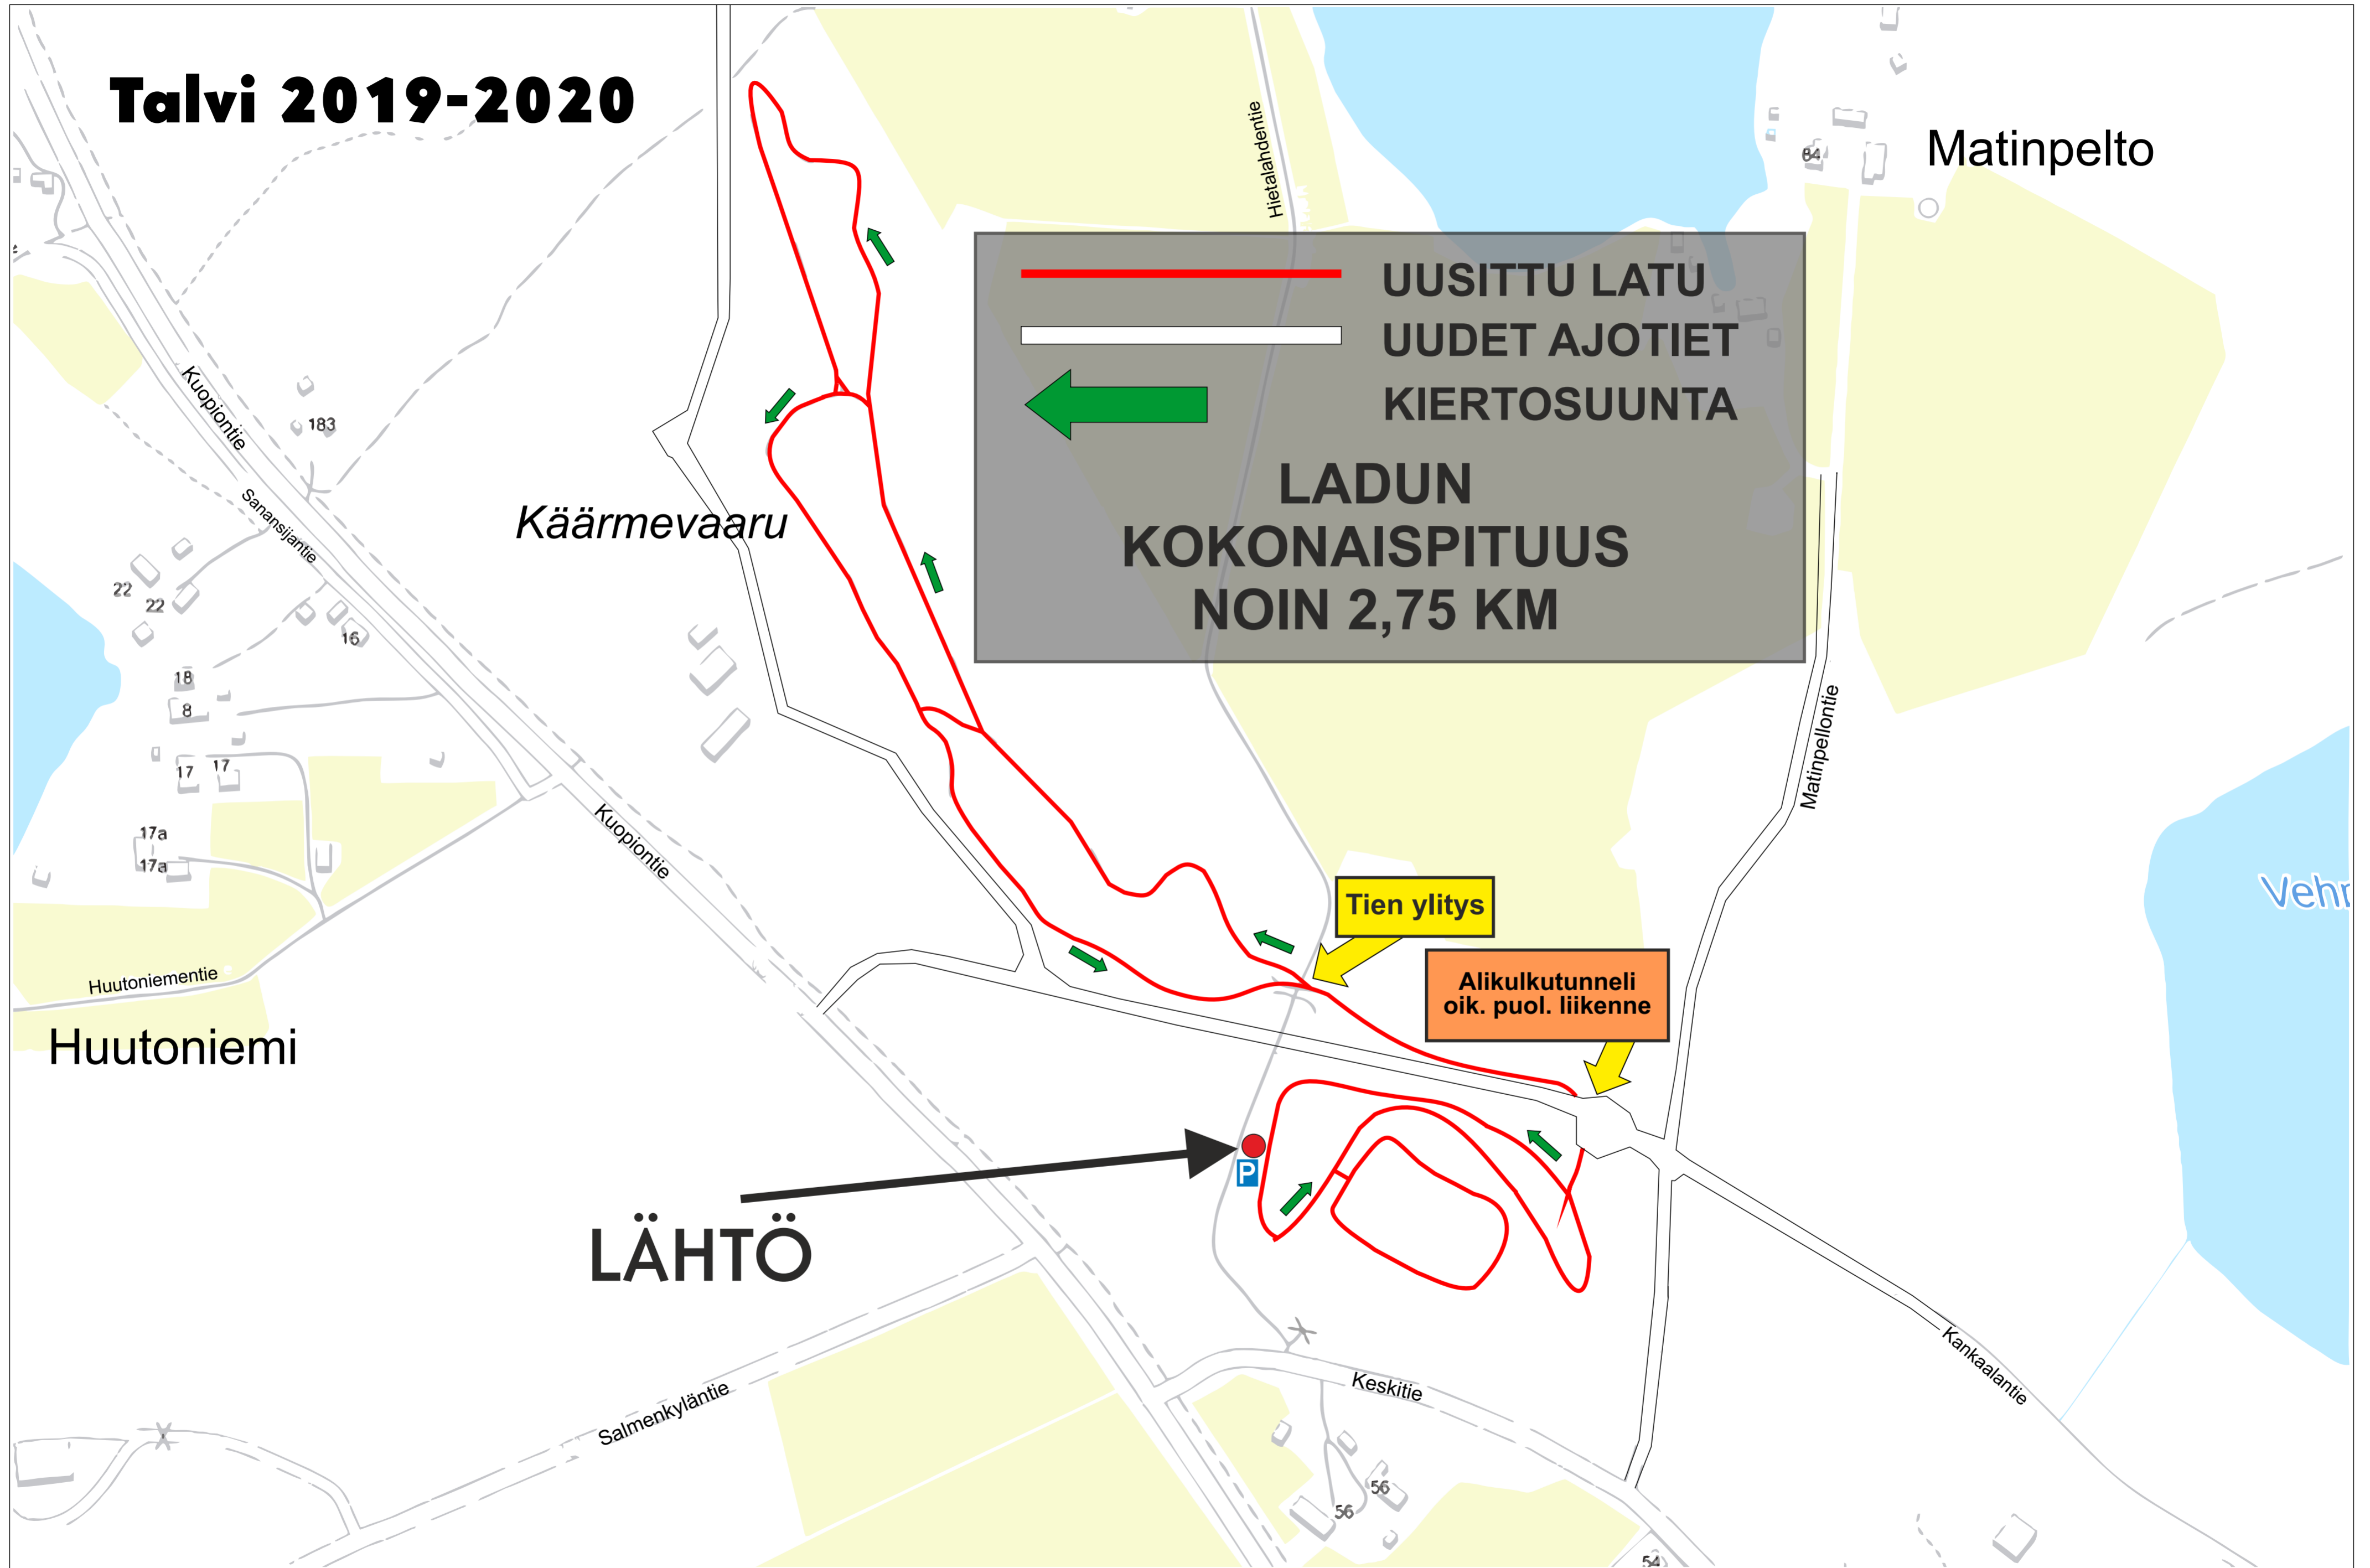 Talvi 2019-2020
Matinpelto
84
Hietalahdentie
UUSITTU LATU
UUDET AJOTIET
KIERTOSUUNTA
LADUN
KOKONAISPITUUS
NOIN 2,75 KM
Kuopiontie
183
Sanansijantie
Käärmevaaru
22
22
16
18
8
17
17
17a
17a
Kuopiontie
Matinpellontie
Tien ylitys
Alikulkutunneli
oik. puol. liikenne
Huutoniementie
Huutoniemi
P
LÄHTÖ
Salmenkyläntie
Keskitie
Kankaalantie
56
56
54